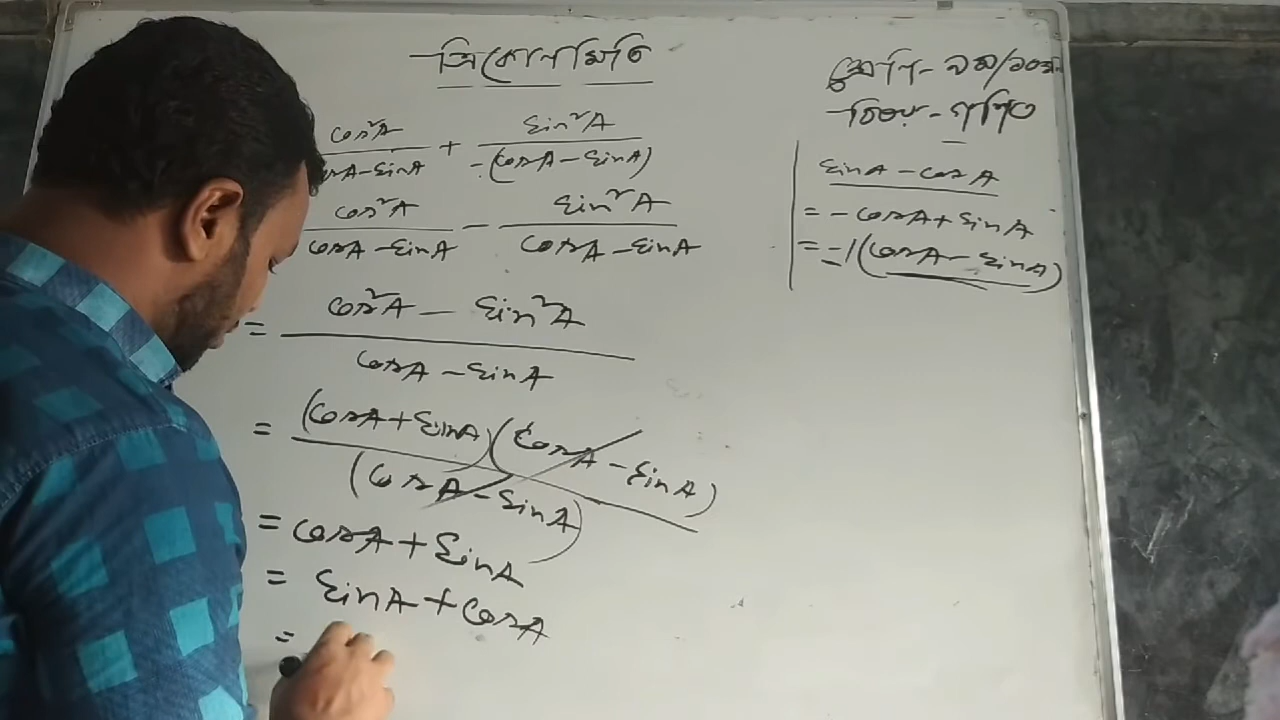 ত্রিকোণমিতি
শ্রেণি - ৯ম/১০ম
বিষয় - গণিত
cos²A / (cosA - sinA) + sin²A / -(cosA - sinA)
cos²A / (cosA - sinA) - sin²A / (cosA - sinA)
= (cos²A - sin²A) / (cosA - sinA)
= (cosA + sinA)(cosA - sinA) / (cosA - sinA)
= cosA + sinA
= sinA + cosA
=
sinA - cosA
= - cosA + sinA
= -1(cosA - sinA)